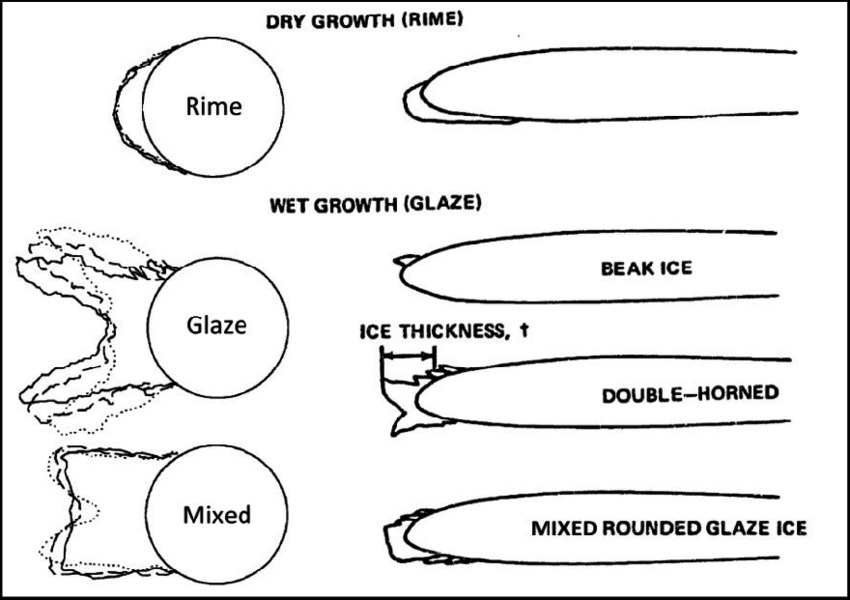 DRY GROWTH (RIME)
Rime
WET GROWTH (GLAZE)
BEAK ICE
Glaze
ICE THICKNESS, t
DOUBLE–HORNED
Mixed
MIXED ROUNDED GLAZE ICE